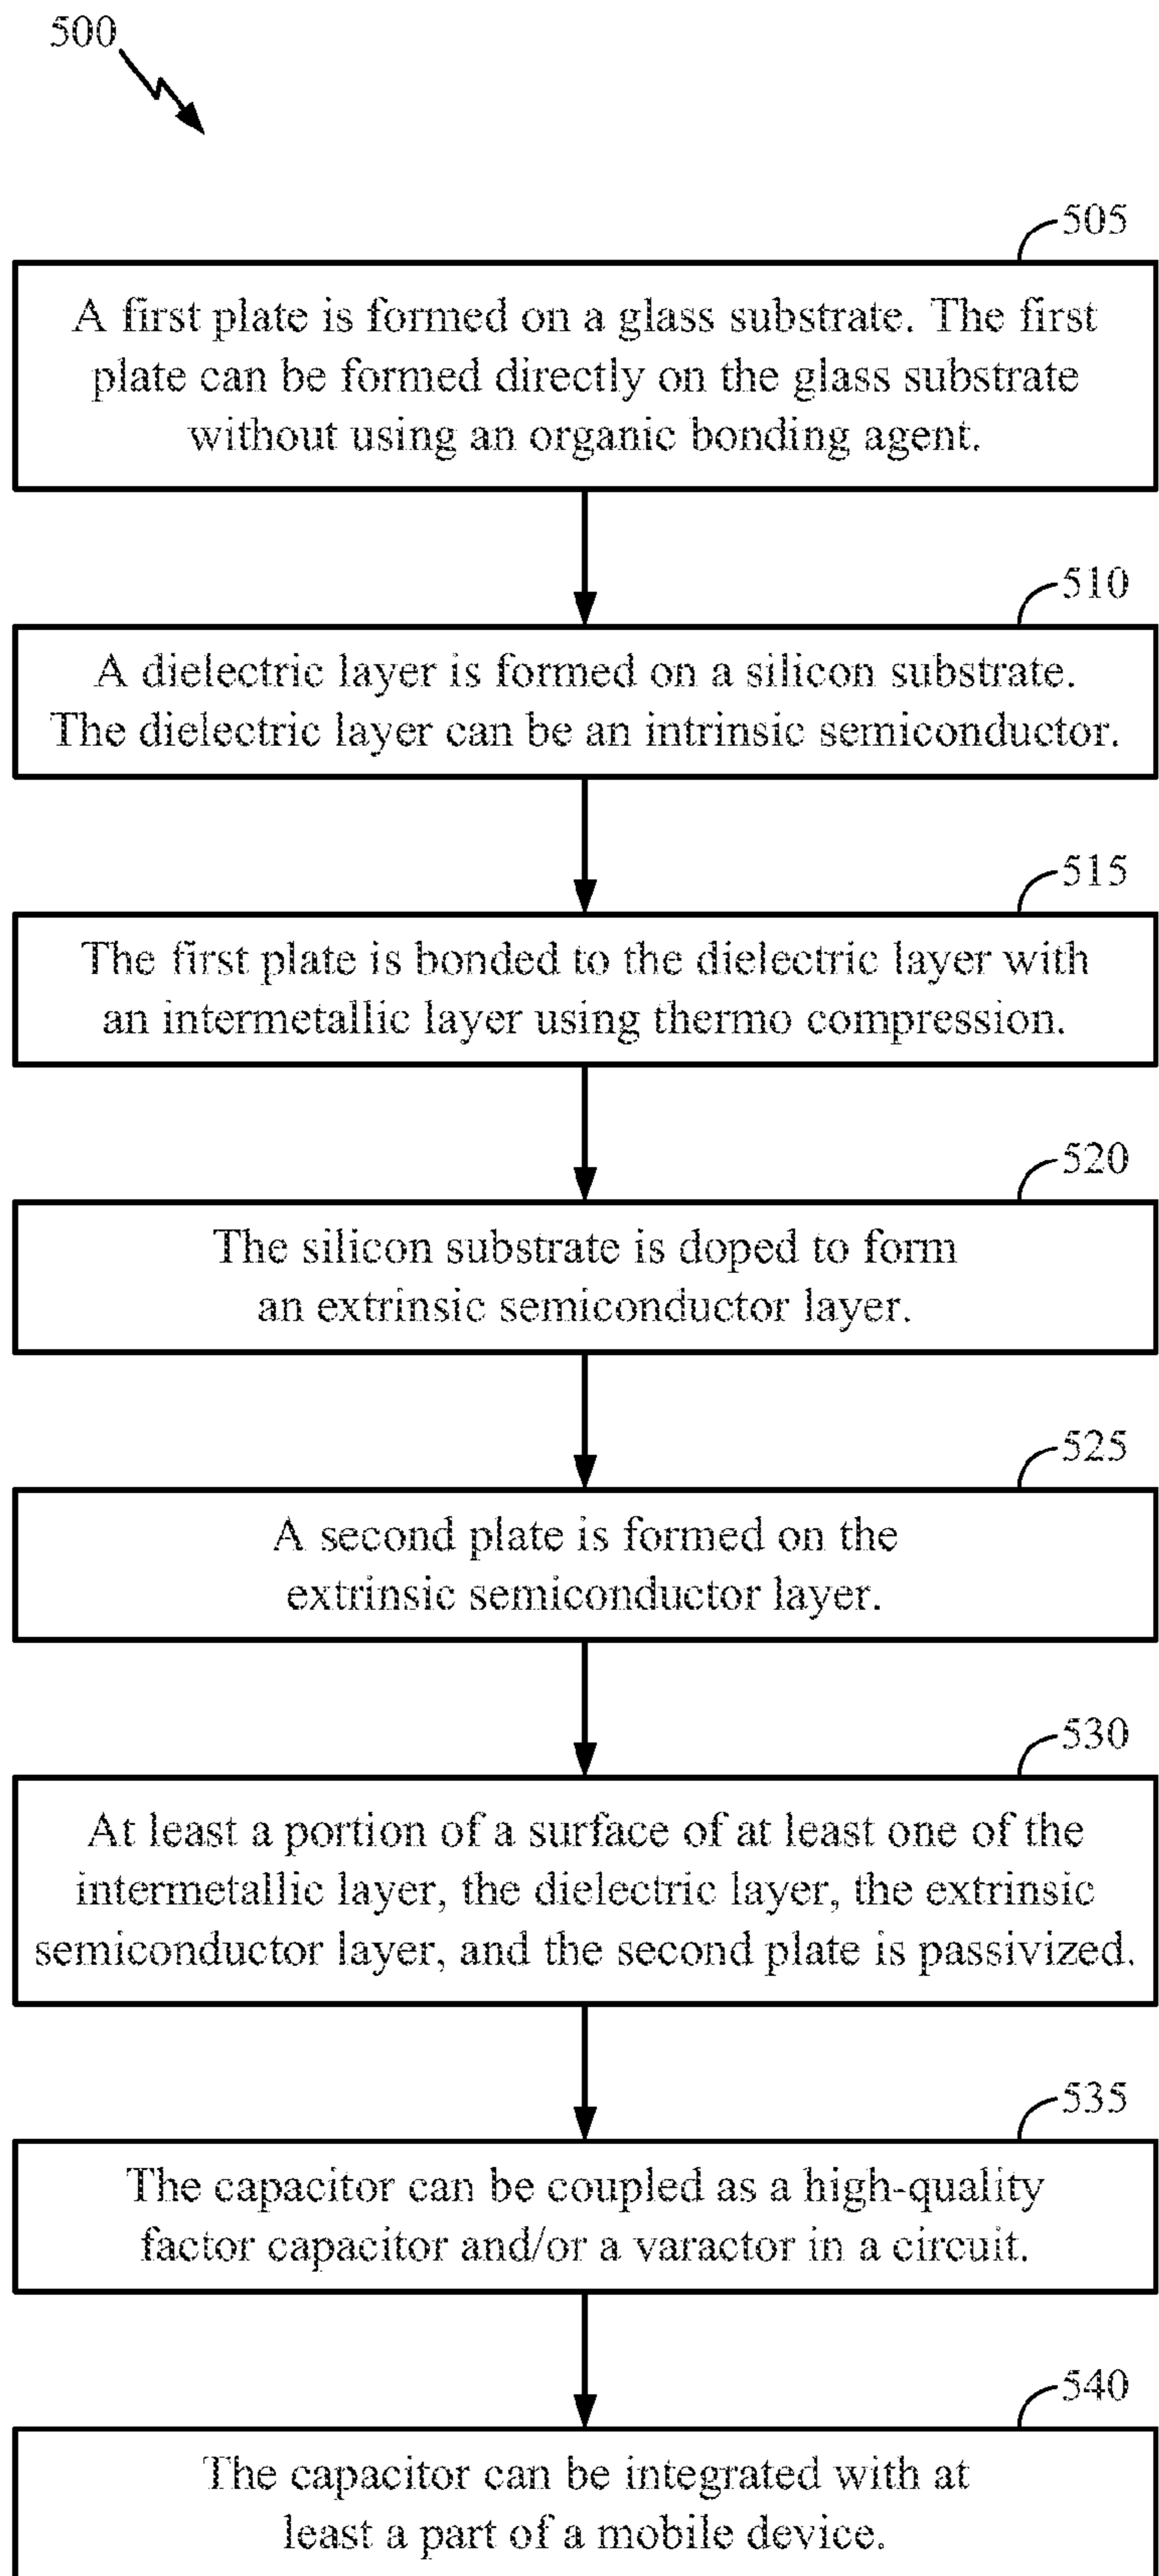 500
505
A first plate is formed on a glass substrate. The first
plate can be formed directly on the glass substrate
without using an organic bonding agent.
510
A dielectric layer is formed on a silicon substrate.
The dielectric layer can be an intrinsic semiconductor.
515
The first plate is bonded to the dielectric layer with
an intermetallic layer using thermo compression.
520
The silicon substrate is doped to form
an extrinsic semiconductor layer.
525
A second plate is formed on the
extrinsic semiconductor layer.
530
At least a portion of a surface of at least one of the
intermetallic layer, the dielectric layer, the extrinsic
semiconductor layer, and the second plate is passivized.
535
The capacitor can be coupled as a high-quality
factor capacitor and/or a varactor in a circuit.
540
The capacitor can be integrated with at
least a part of a mobile device.